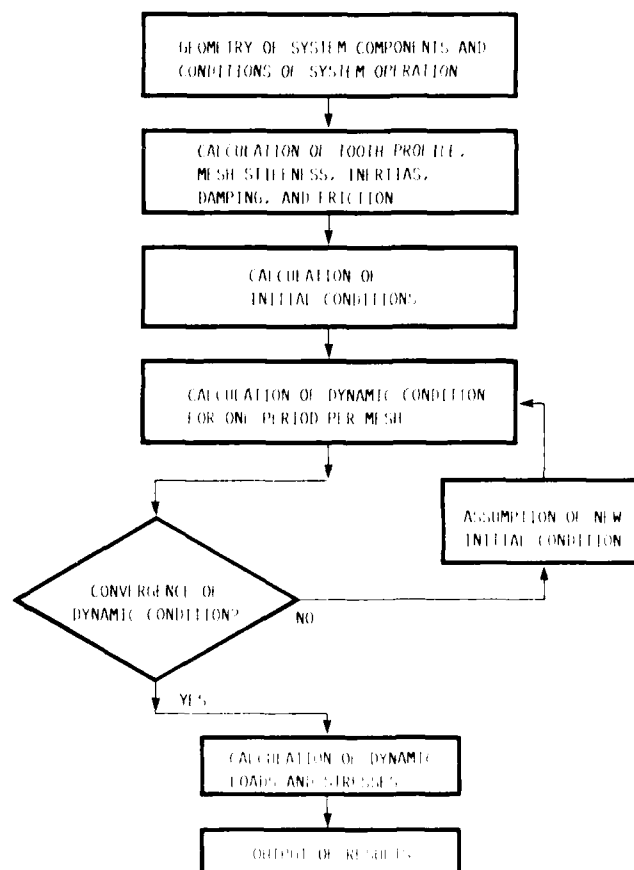 GEOMETRY OF SYSTEM COMPONENTS AND
CONDITIONS OF SYSTEM OPERATION
CALCULATION OF TOOTH PROFILE,
MESH STIFFNESS, INERTIAS,
DAMPING, AND FRICTION
CALCULATION OF
INITIAL CONDITIONS
CALCULATION OF DYNAMIC CONDITION
FOR ONE PERIOD PER MESH
ASSUMPTION OF NEW
INITIAL CONDITION
CONVERGENCE OF
DYNAMIC CONDITION?
NO
YES
CALCULATION OF DYNAMIC
LOADS AND STRESSES
OUTPUT OF RESULTS